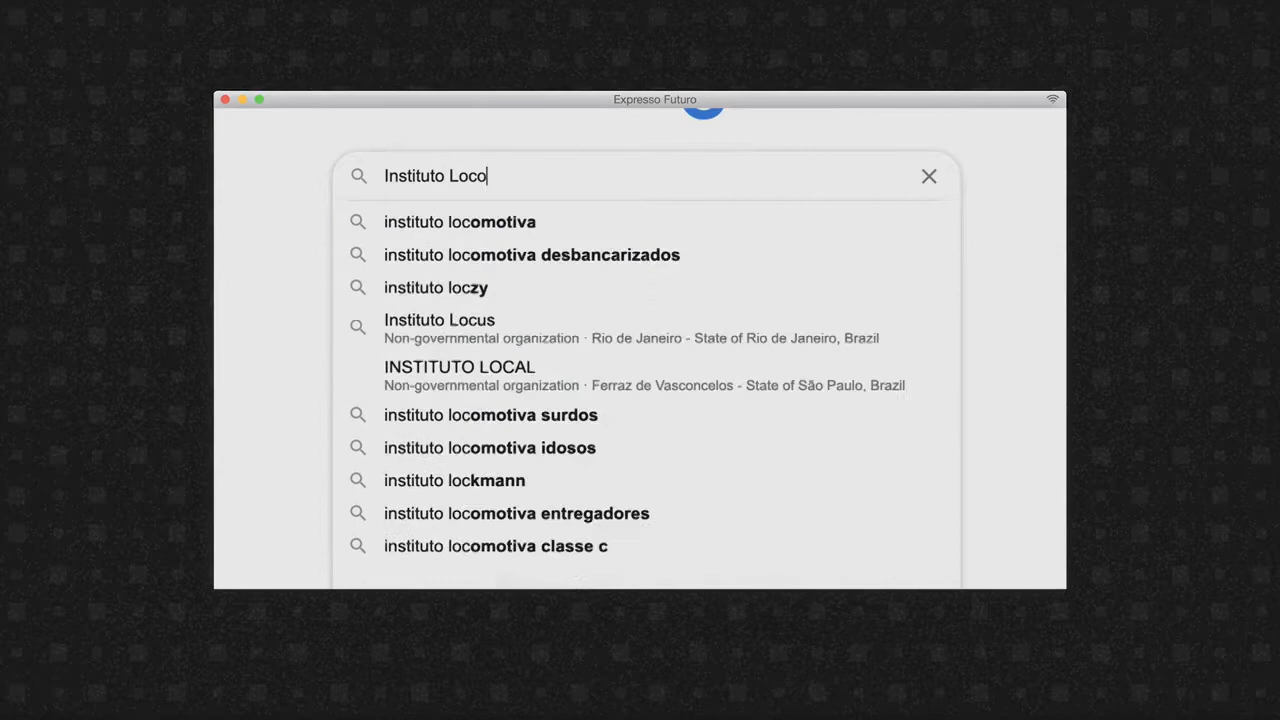 Expresso Futuro
Instituto Loco
instituto locomotiva
instituto locomotiva desbancarizados
instituto loczy
Instituto Locus
Non-governmental organization · Rio de Janeiro - State of Rio de Janeiro, Brazil
INSTITUTO LOCAL
Non-governmental organization · Ferraz de Vasconcelos - State of São Paulo, Brazil
instituto locomotiva surdos
instituto locomotiva idosos
instituto lockmann
instituto locomotiva entregadores
instituto locomotiva classe c